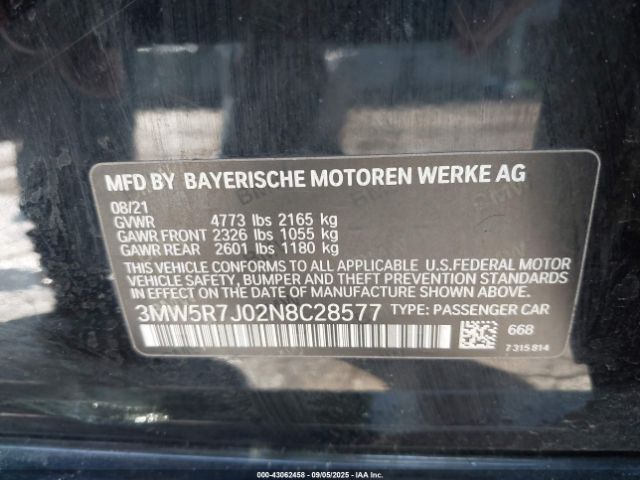 MFD BY BAYERISCHE MOTOREN WERKE AG
08/21
GVWR 4773 lbs 2165 kg
GAWR FRONT 2326 lbs 1055 kg
GAWR REAR 2601 lbs 1180 kg
THIS VEHICLE CONFORMS TO ALL APPLICABLE U.S.FEDERAL MOTOR
VEHICLE SAFETY, BUMPER, AND THEFT PREVENTION STANDARDS
IN EFFECT ON THE DATE OF MANUFACTURE SHOWN ABOVE.
3MW5R7J02N8C28577 TYPE: PASSENGER CAR
668
7 315 814
000-43062458 - 09/05/2025 - IAAI.COM